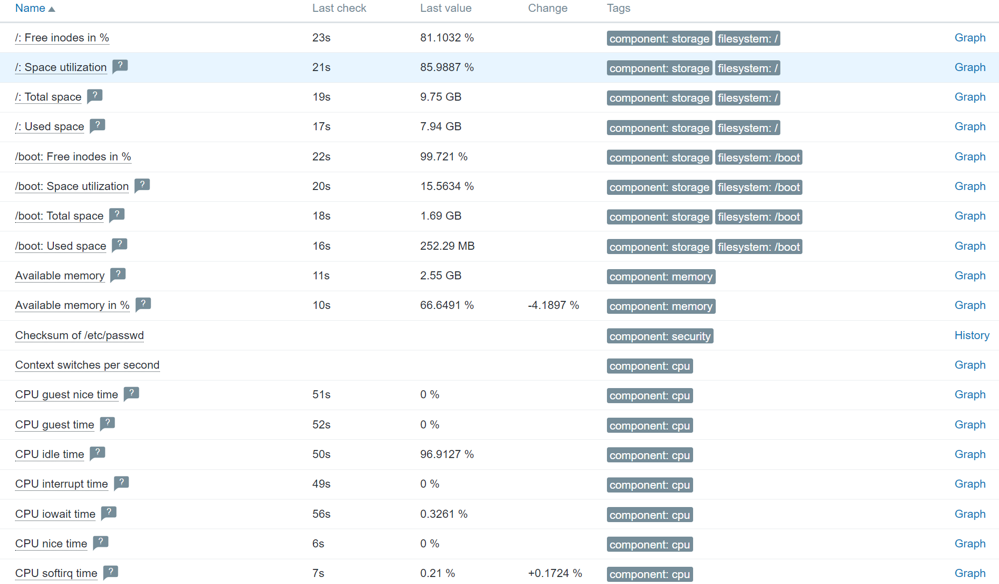 Name ▲ Last check Last value Change Tags
/: Free inodes in % 23s 81.1032 % component: storage filesystem: / Graph
/: Space utilization ? 21s 85.9887 % component: storage filesystem: / Graph
/: Total space ? 19s 9.75 GB component: storage filesystem: / Graph
/: Used space ? 17s 7.94 GB component: storage filesystem: / Graph
/boot: Free inodes in % 22s 99.721 % component: storage filesystem: /boot Graph
/boot: Space utilization ? 20s 15.5634 % component: storage filesystem: /boot Graph
/boot: Total space ? 18s 1.69 GB component: storage filesystem: /boot Graph
/boot: Used space ? 16s 252.29 MB component: storage filesystem: /boot Graph
Available memory ? 11s 2.55 GB component: memory Graph
Available memory in % ? 10s 66.6491 % -4.1897 % component: memory Graph
Checksum of /etc/passwd component: security History
Context switches per second component: cpu Graph
CPU guest nice time ? 51s 0 % component: cpu Graph
CPU guest time ? 52s 0 % component: cpu Graph
CPU idle time ? 50s 96.9127 % component: cpu Graph
CPU interrupt time ? 49s 0 % component: cpu Graph
CPU iowait time ? 56s 0.3261 % component: cpu Graph
CPU nice time ? 6s 0 % component: cpu Graph
CPU softirq time ? 7s 0.21 % +0.1724 % component: cpu Graph